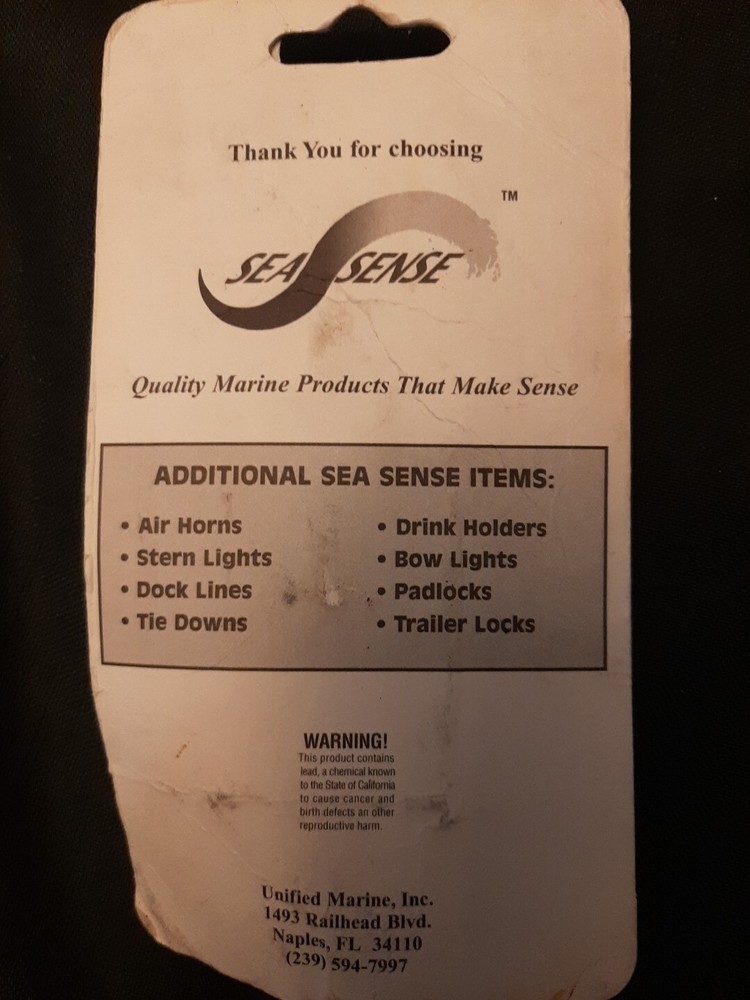 Thank You for choosing
TM
SEA SENSE
Quality Marine Products That Make Sense
ADDITIONAL SEA SENSE ITEMS:
• Air Horns
• Stern Lights
• Dock Lines
• Tie Downs
• Drink Holders
• Bow Lights
• Padlocks
• Trailer Locks
WARNING!
This product contains
lead, a chemical known
to the State of California
to cause cancer and
birth defects an other
reproductive harm.
Unified Marine, Inc.
1493 Railhead Blvd.
Naples, FL 34110
(239) 594-7997